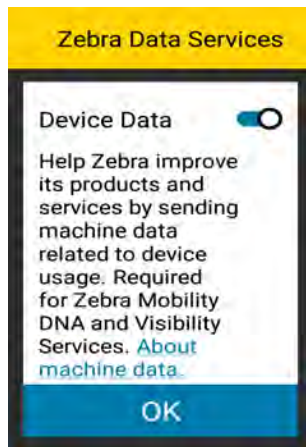 Zebra Data Services
Device Data
Help Zebra improve
its products and
services by sending
machine data
related to device
usage. Required
for Zebra Mobility
DNA and Visibility
Services. About
machine data.
OK